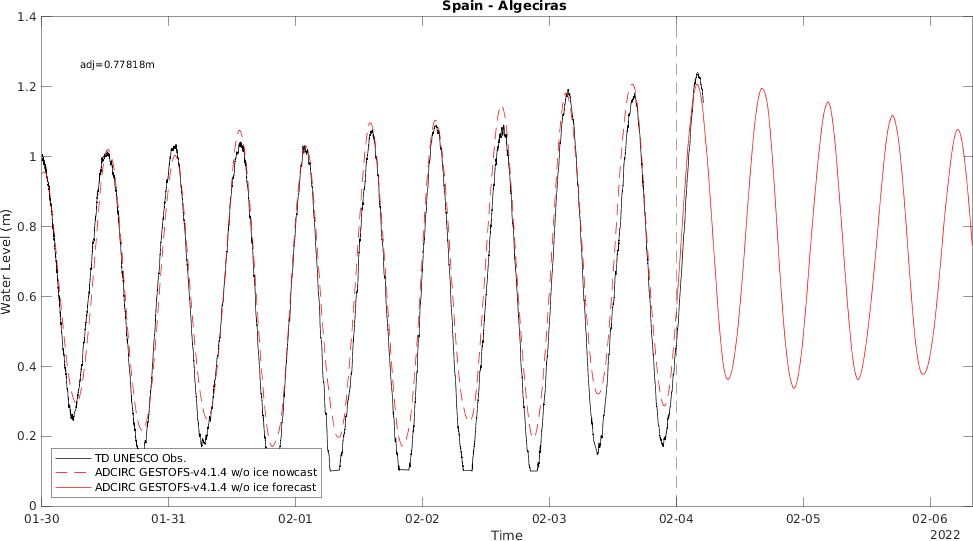 Spain - Algeciras
1.4
adj=0.77818m
1.2
1
0.8
Water Level (m)
0.6
0.4
0.2
TD UNESCO Obs.
ADCIRC GESTOFS-v4.1.4 w/o ice nowcast
ADCIRC GESTOFS-v4.1.4 w/o ice forecast
0
01-30 01-31 02-01 02-02 02-03 02-04 02-05 02-06
Time
2022